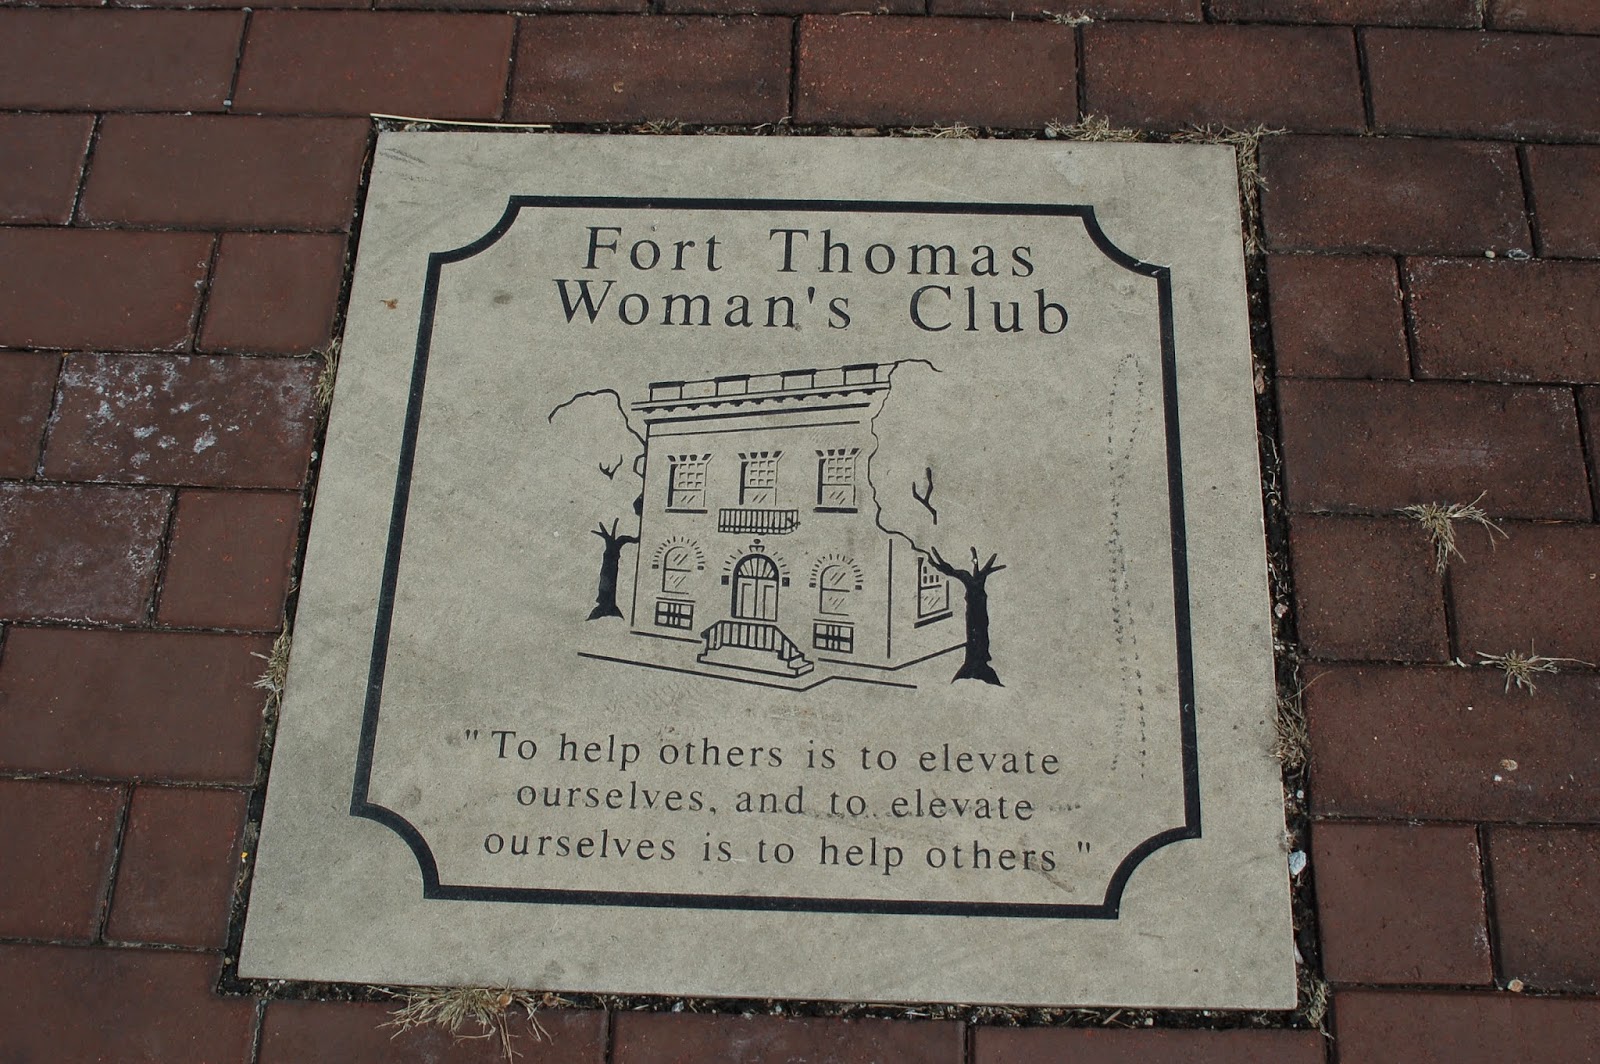 Fort Thomas
Woman's Club
"To help others is to elevate
ourselves, and to elevate
ourselves is to help others"